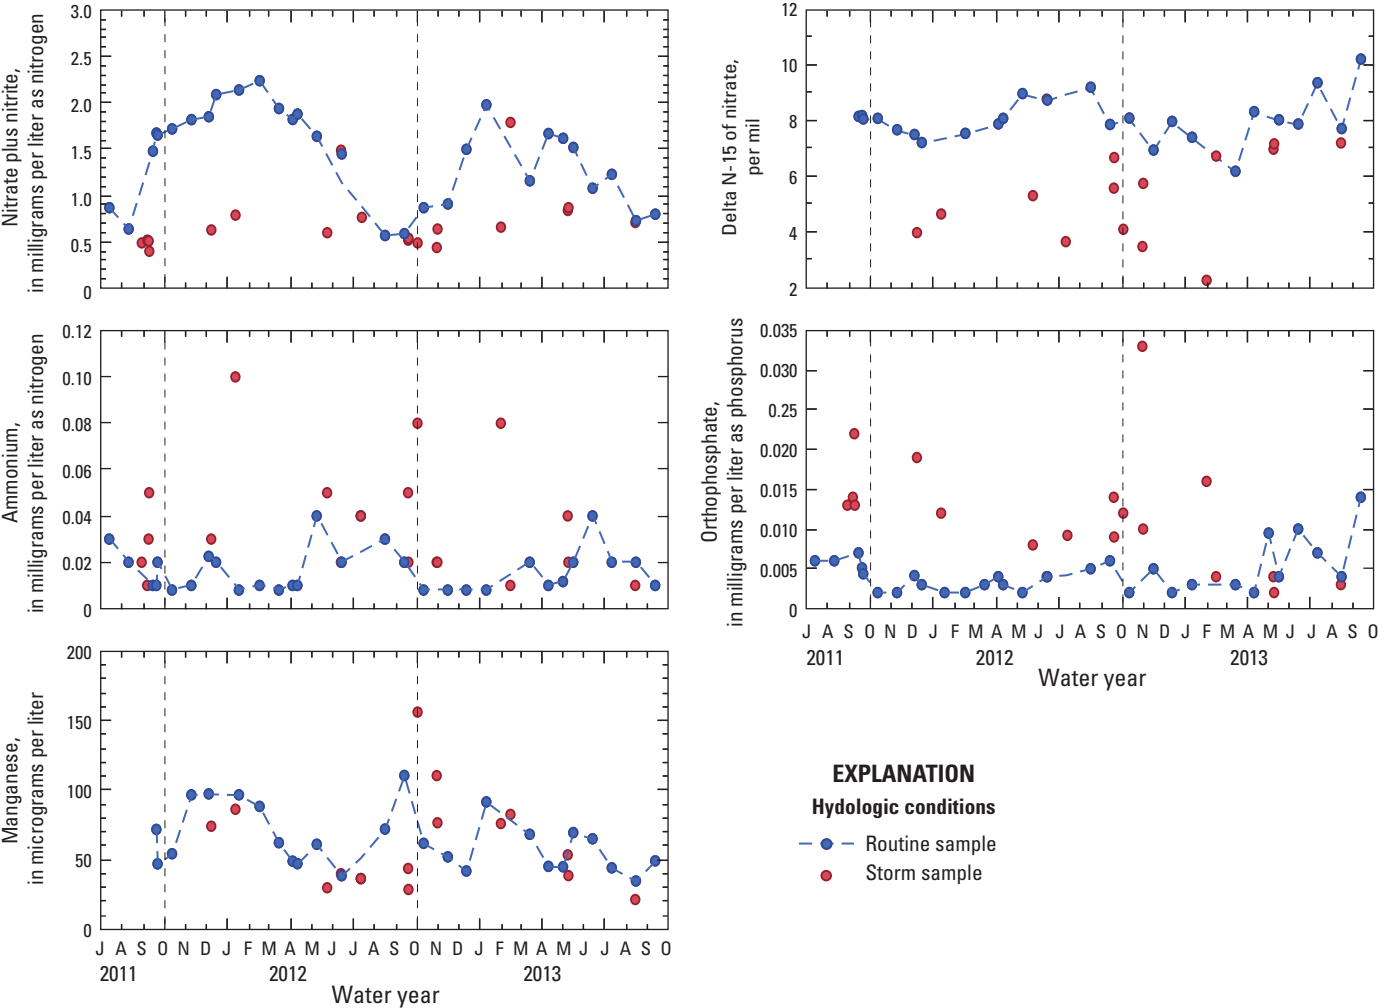 Nitrate plus nitrite,
in milligrams per liter as nitrogen
3.0
2.5
2.0
1.5
1.0
0.5
0
Ammonium,
in milligrams per liter as nitrogen
0.12
0.10
0.08
0.06
0.04
0.02
0
Manganese,
in micrograms per liter
200
150
100
50
0
J A S O N D J F M A M J J A S O N D J F M A M J J A S O
2011 2012 2013
Water year
Delta N-15 of nitrate,
per mil
12
10
8
6
4
2
Orthophosphate,
in milligrams per liter as phosphorus
0.035
0.030
0.025
0.020
0.015
0.010
0.005
0
J A S O N D J F M A M J J A S O N D J F M A M J J A S O
2011 2012 2013
Water year
EXPLANATION
Hydrologic conditions
Routine sample
Storm sample